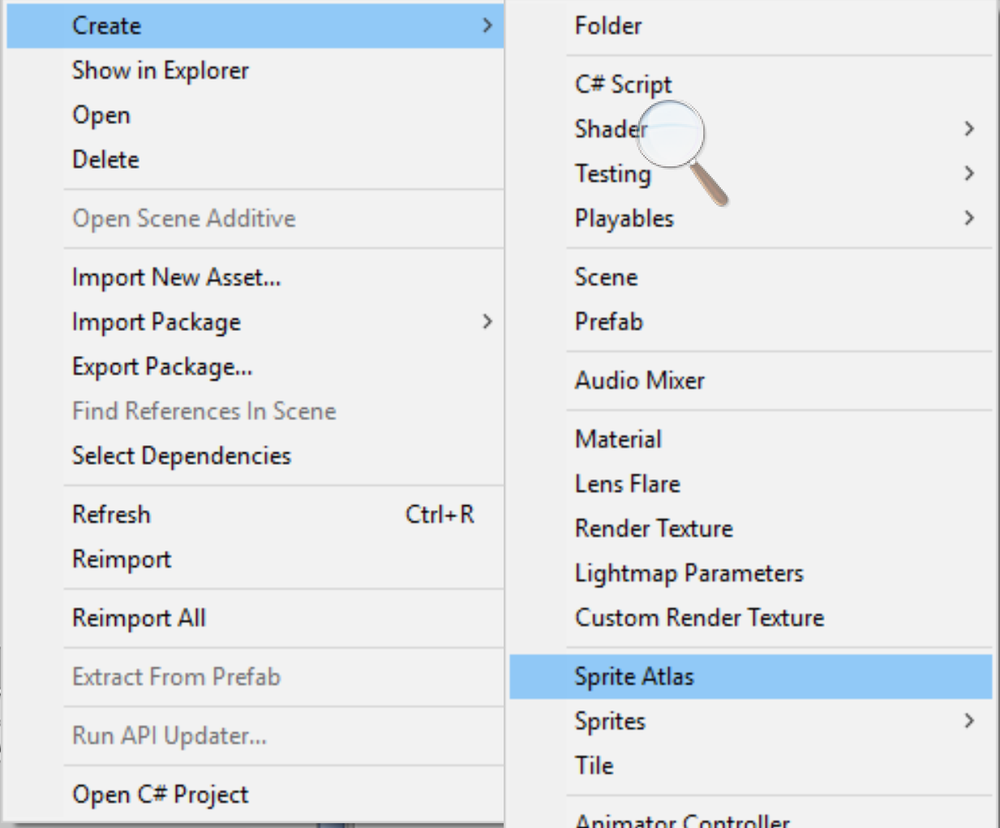 Create
Show in Explorer
Open
Delete
Open Scene Additive
Import New Asset...
Import Package
Export Package...
Find References In Scene
Select Dependencies
Refresh Ctrl+R
Reimport
Reimport All
Extract From Prefab
Run API Updater...
Open C# Project
Folder
C# Script
Shader
Testing
Playables
Scene
Prefab
Audio Mixer
Material
Lens Flare
Render Texture
Lightmap Parameters
Custom Render Texture
Sprite Atlas
Sprites
Tile
Animator Controller